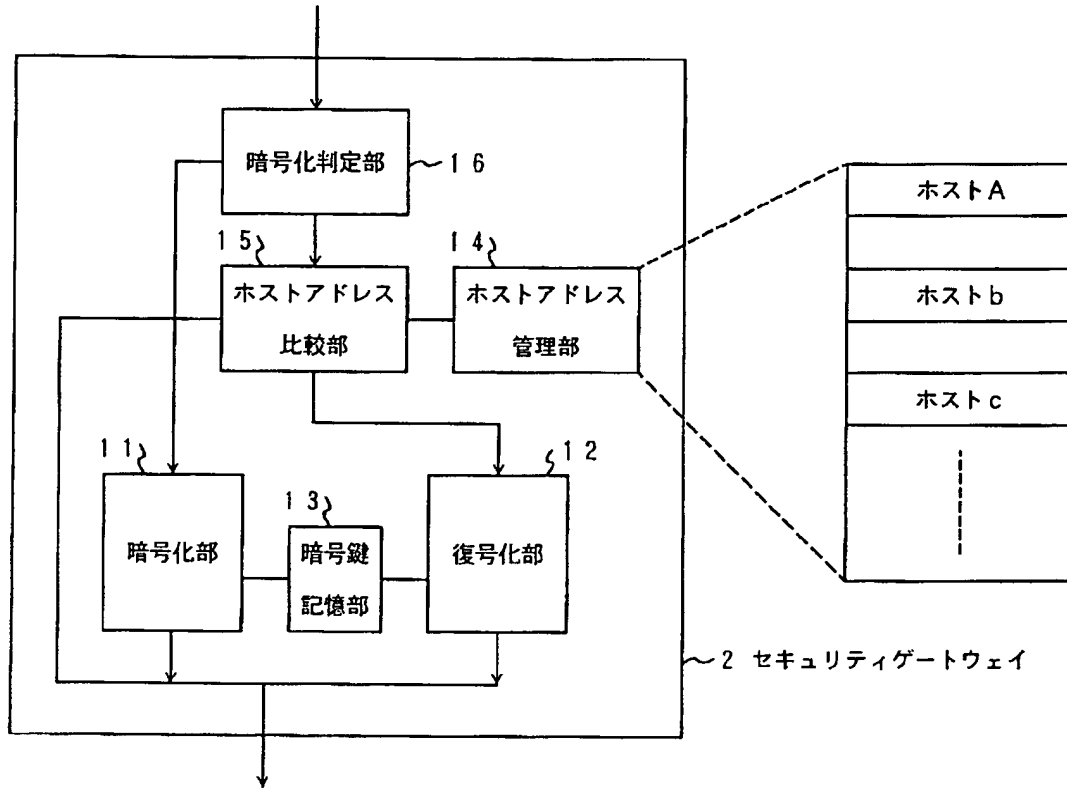 暗号化判定部
16
ホストA
15
14
ホストアドレス
比較部
ホストアドレス
管理部
ホストb
ホストc
11
12
13
暗号化部
暗号鍵
記憶部
復号化部
2 セキュリティゲートウェイ